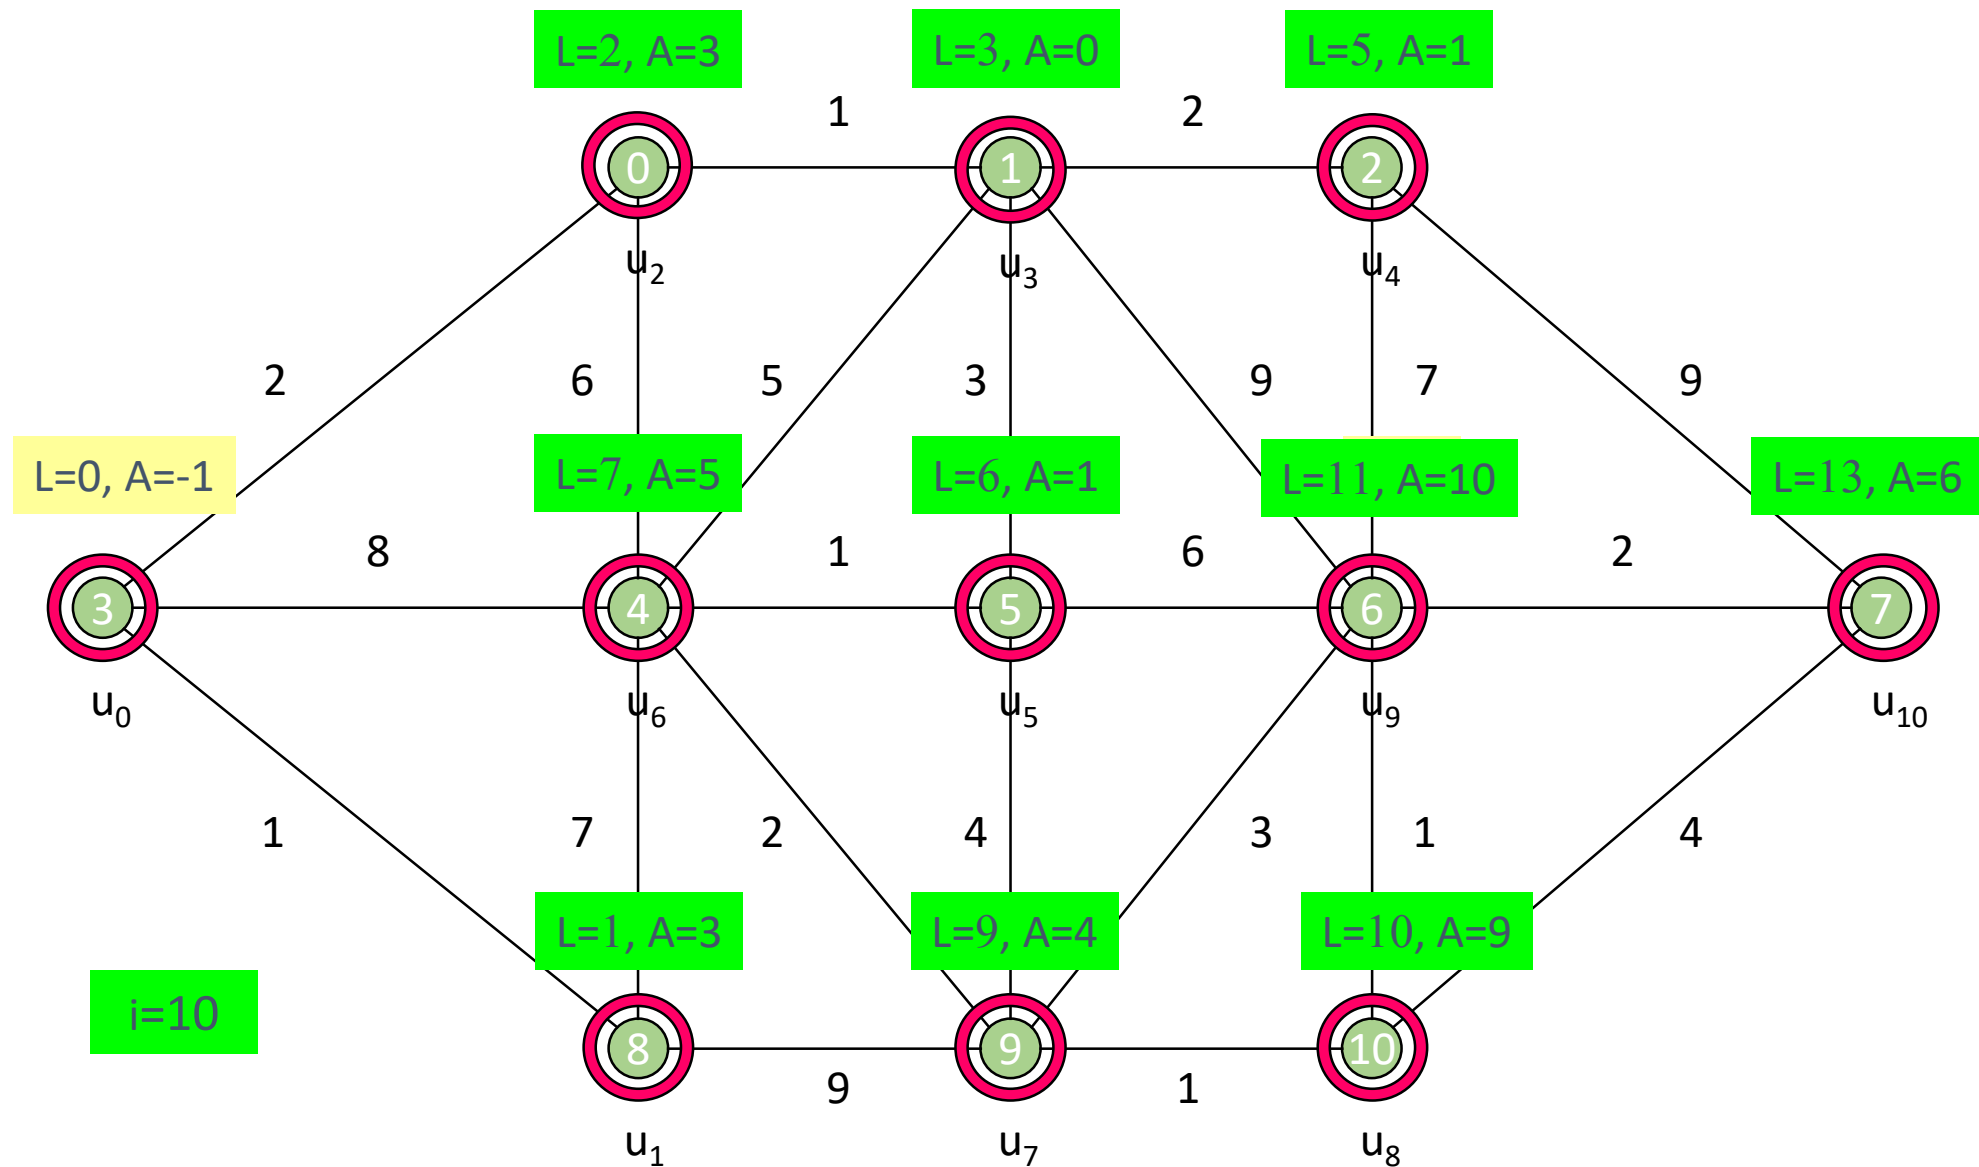 L=2, A=3
L=3, A=0
L=5, A=1
1
2
0
1
2
u2
u3
u4
2
6
5
3
9
7
9
L=0, A=-1
L=7, A=5
L=6, A=1
L=11, A=10
L=13, A=6
8
1
6
2
3
4
5
6
7
u0
u6
u5
u9
u10
1
7
2
4
3
1
4
L=1, A=3
L=9, A=4
L=10, A=9
i=10
8
9
10
9
1
u1
u7
u8